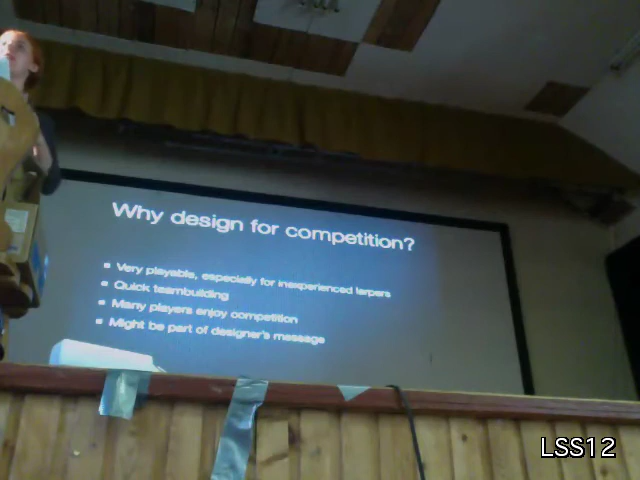 Why design for competition?
Very playable, especially for inexperienced larpers
Quick teambuilding
Many players enjoy competition
Might be part of designer's message
LSS12